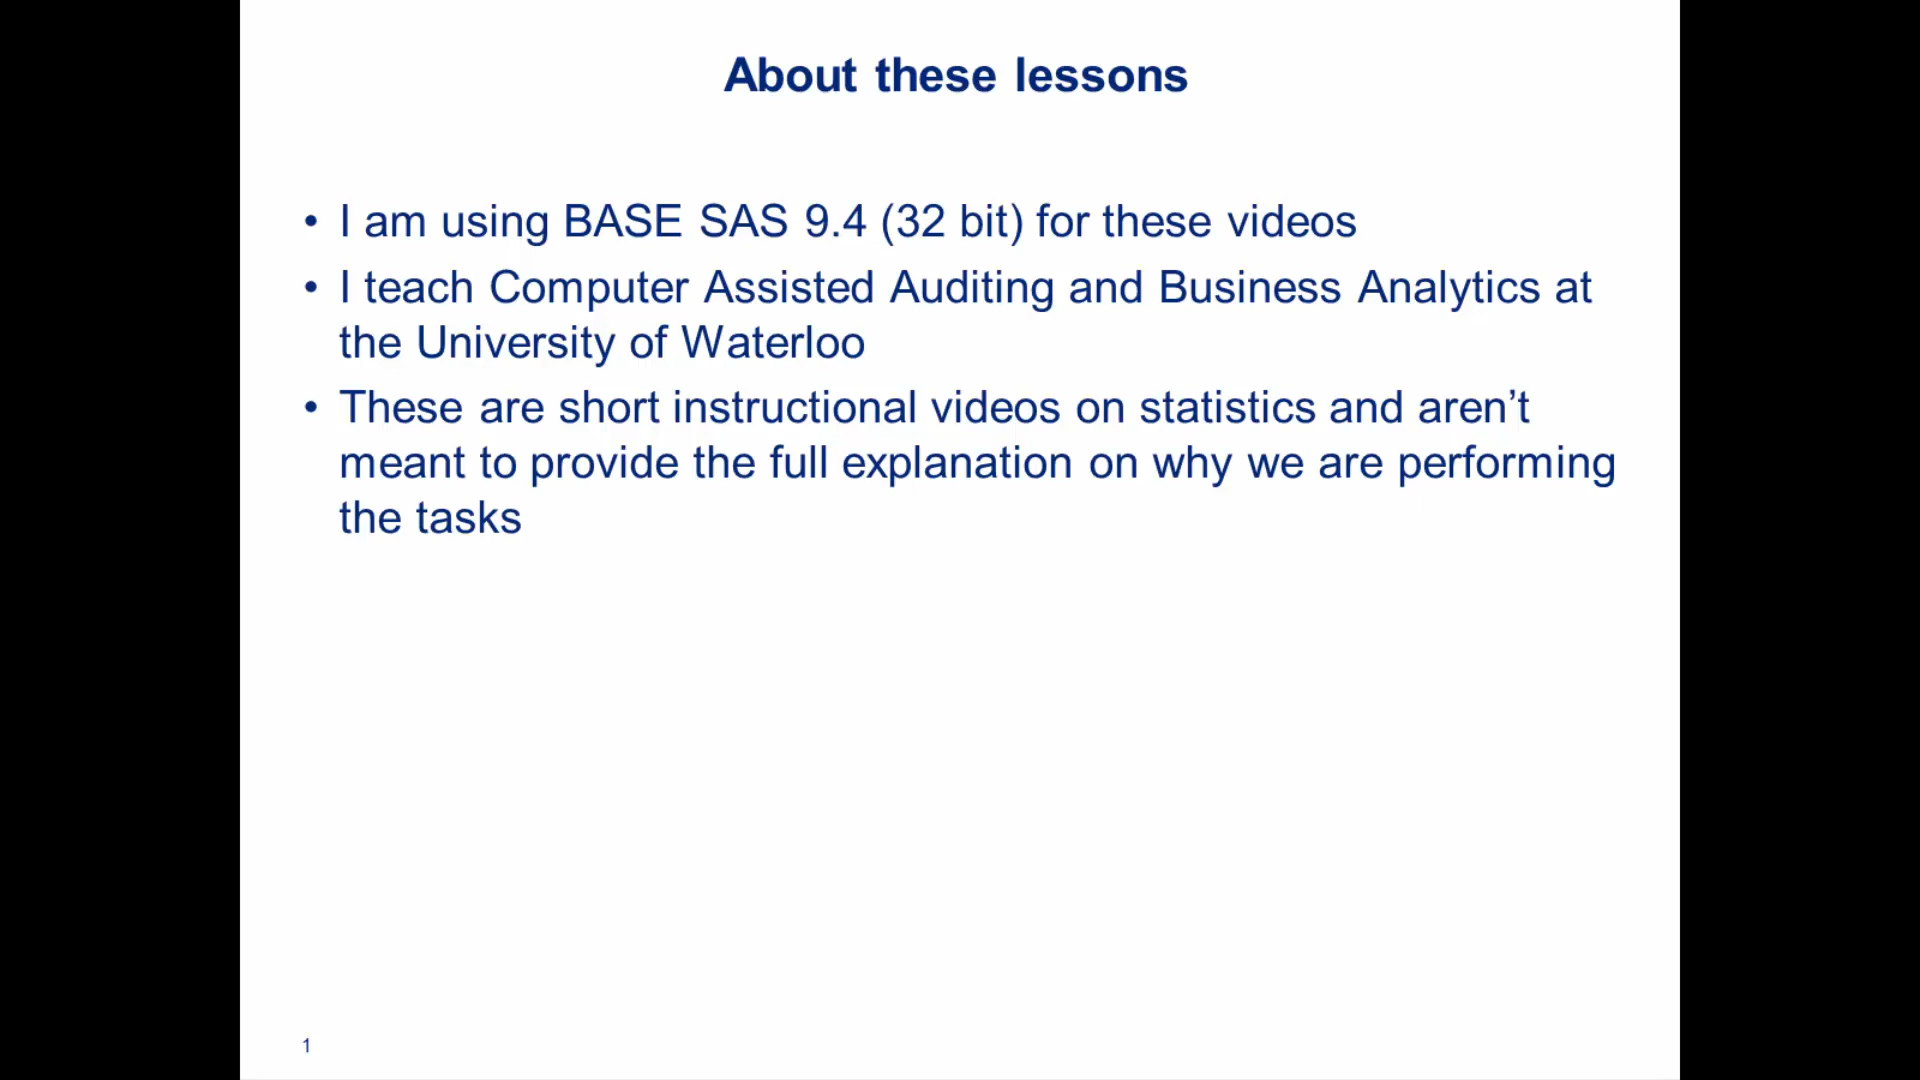 About these lessons
• I am using BASE SAS 9.4 (32 bit) for these videos
• I teach Computer Assisted Auditing and Business Analytics at
the University of Waterloo
• These are short instructional videos on statistics and aren’t
meant to provide the full explanation on why we are performing
the tasks
1